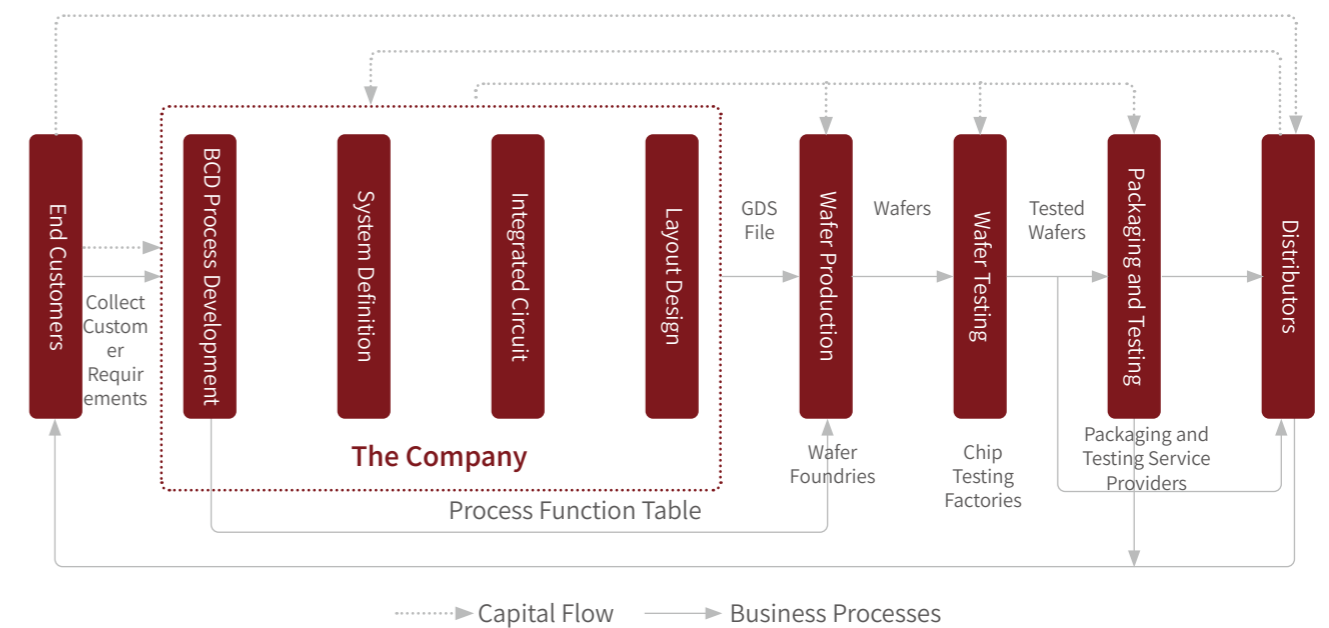 End Customers
Collect
Custom
er
Requir
ements
BCD Process Development
System Definition
Integrated Circuit
Layout Design
The Company
Process Function Table
GDS
File
Wafer Production
Wafer
Foundries
Wafers
Wafer Testing
Chip
Testing
Factories
Tested
Wafers
Packaging and Testing
Packaging and
Testing Service
Providers
Distributors
Capital Flow
Business Processes